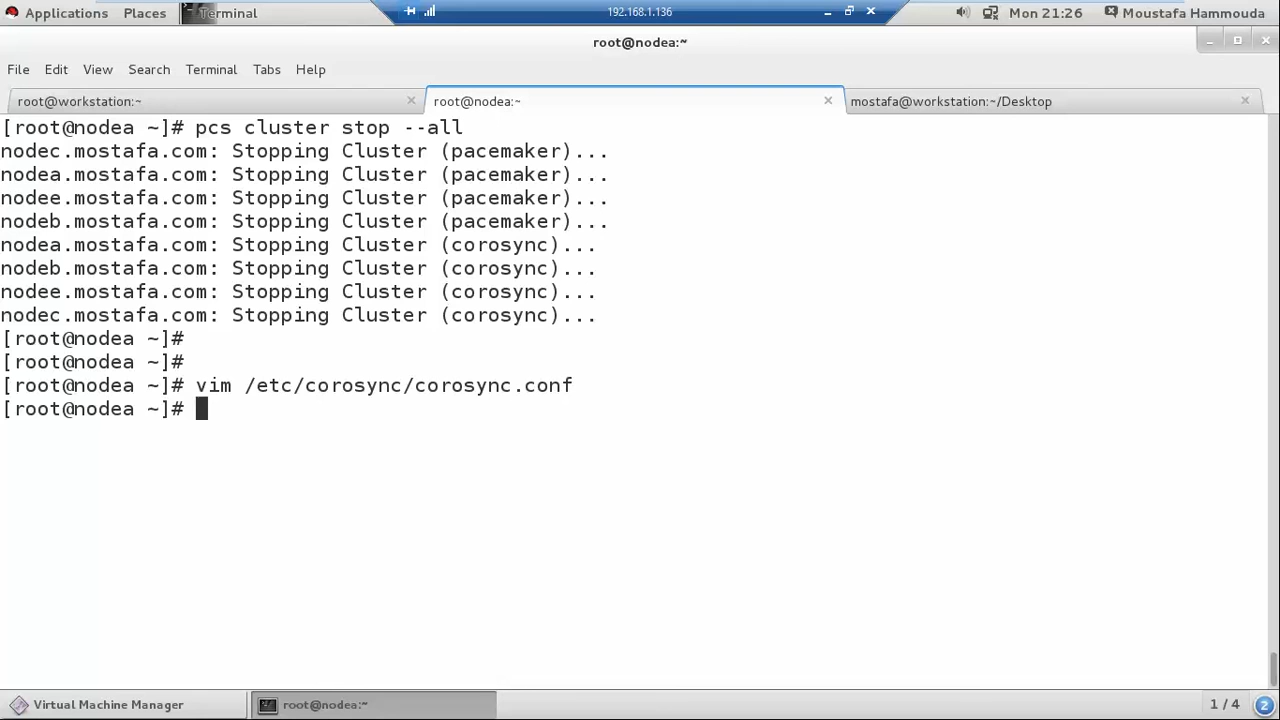 Applications Places Terminal 192.168.1.136 Mon 21:26 Moustafa Hammouda
root@nodea:~
File Edit View Search Terminal Tabs Help
root@workstation:~ root@nodea:~ mostafa@workstation:~/Desktop
[root@nodea ~]# pcs cluster stop --all
nodec.mostafa.com: Stopping Cluster (pacemaker)...
nodea.mostafa.com: Stopping Cluster (pacemaker)...
nodee.mostafa.com: Stopping Cluster (pacemaker)...
nodeb.mostafa.com: Stopping Cluster (pacemaker)...
nodea.mostafa.com: Stopping Cluster (corosync)...
nodeb.mostafa.com: Stopping Cluster (corosync)...
nodee.mostafa.com: Stopping Cluster (corosync)...
nodec.mostafa.com: Stopping Cluster (corosync)...
[root@nodea ~]#
[root@nodea ~]#
[root@nodea ~]# vim /etc/corosync/corosync.conf
[root@nodea ~]#
Virtual Machine Manager root@nodea:~ 1 / 4 2